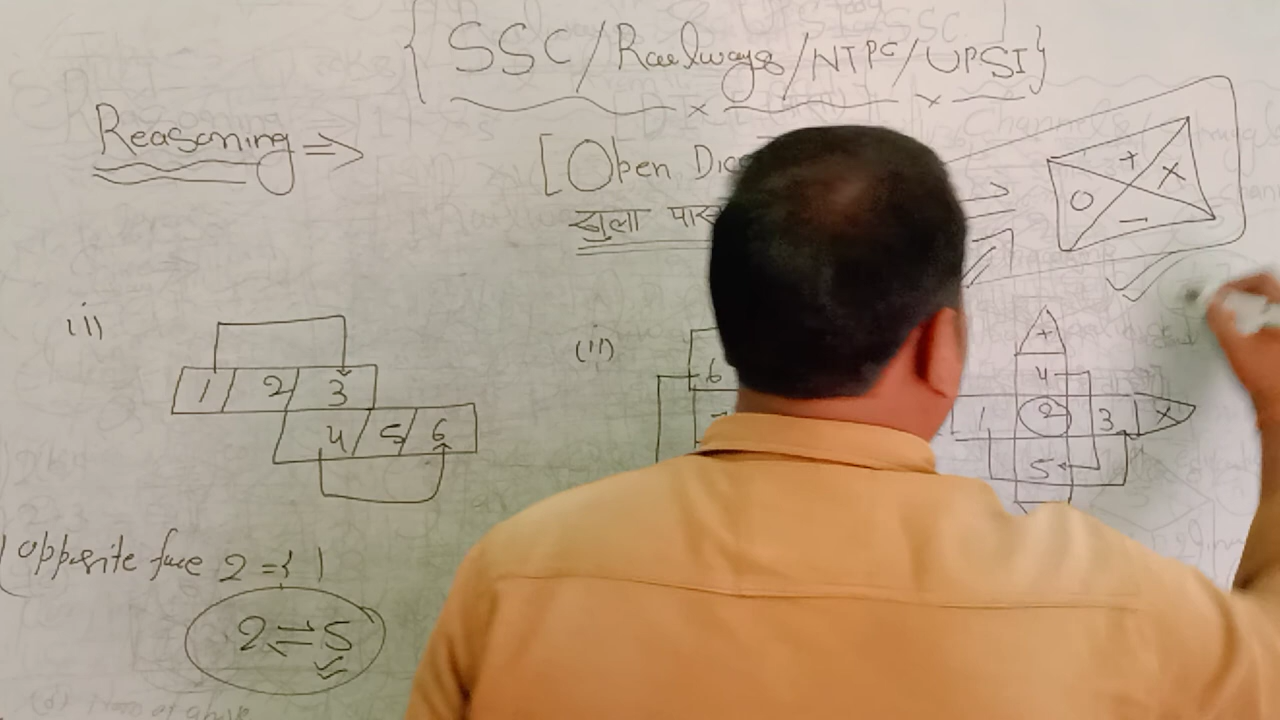 { SSC/Railways/NTPC/UPSI }
Reasoning ⇒
[Open Dice
खुला
+ X O −
(i)
1 2 3
4 5 6
(ii)
6
+
4
1 2 3 X
5
Opposite face 2 = { }
2 ⇌ 5